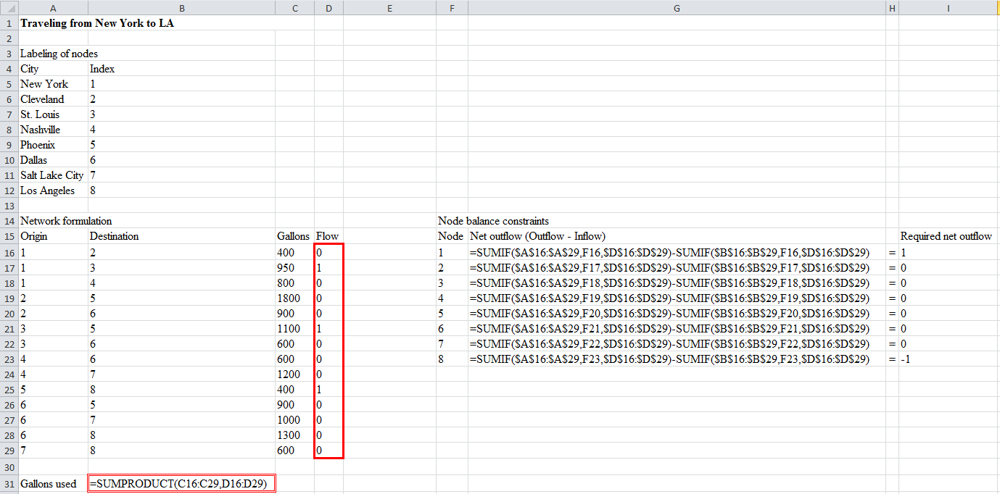 A B C D E F G H I
1 Traveling from New York to LA
2
3 Labeling of nodes
4 City Index
5 New York 1
6 Cleveland 2
7 St. Louis 3
8 Nashville 4
9 Phoenix 5
10 Dallas 6
11 Salt Lake City 7
12 Los Angeles 8
13
14 Network formulation Node balance constraints
15 Origin Destination Gallons Flow Node Net outflow (Outflow - Inflow) Required net outflow
16 1 2 400 0 1 =SUMIF($A$16:$A$29,F16,$D$16:$D$29)-SUMIF($B$16:$B$29,F16,$D$16:$D$29) = 1
17 1 3 950 1 2 =SUMIF($A$16:$A$29,F17,$D$16:$D$29)-SUMIF($B$16:$B$29,F17,$D$16:$D$29) = 0
18 1 4 800 0 3 =SUMIF($A$16:$A$29,F18,$D$16:$D$29)-SUMIF($B$16:$B$29,F18,$D$16:$D$29) = 0
19 2 5 1800 0 4 =SUMIF($A$16:$A$29,F19,$D$16:$D$29)-SUMIF($B$16:$B$29,F19,$D$16:$D$29) = 0
20 2 6 900 0 5 =SUMIF($A$16:$A$29,F20,$D$16:$D$29)-SUMIF($B$16:$B$29,F20,$D$16:$D$29) = 0
21 3 5 1100 1 6 =SUMIF($A$16:$A$29,F21,$D$16:$D$29)-SUMIF($B$16:$B$29,F21,$D$16:$D$29) = 0
22 3 6 600 0 7 =SUMIF($A$16:$A$29,F22,$D$16:$D$29)-SUMIF($B$16:$B$29,F22,$D$16:$D$29) = 0
23 4 6 600 0 8 =SUMIF($A$16:$A$29,F23,$D$16:$D$29)-SUMIF($B$16:$B$29,F23,$D$16:$D$29) = -1
24 4 7 1200 0
25 5 8 400 1
26 6 5 900 0
27 6 7 1000 0
28 6 8 1300 0
29 7 8 600 0
30
31 Gallons used =SUMPRODUCT(C16:C29,D16:D29)